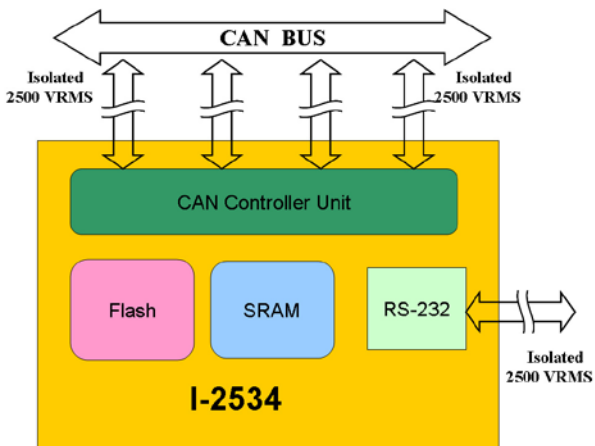 CAN BUS
Isolated
2500 VRMS
Isolated
2500 VRMS
CAN Controller Unit
Flash
SRAM
RS-232
Isolated
2500 VRMS
I-2534